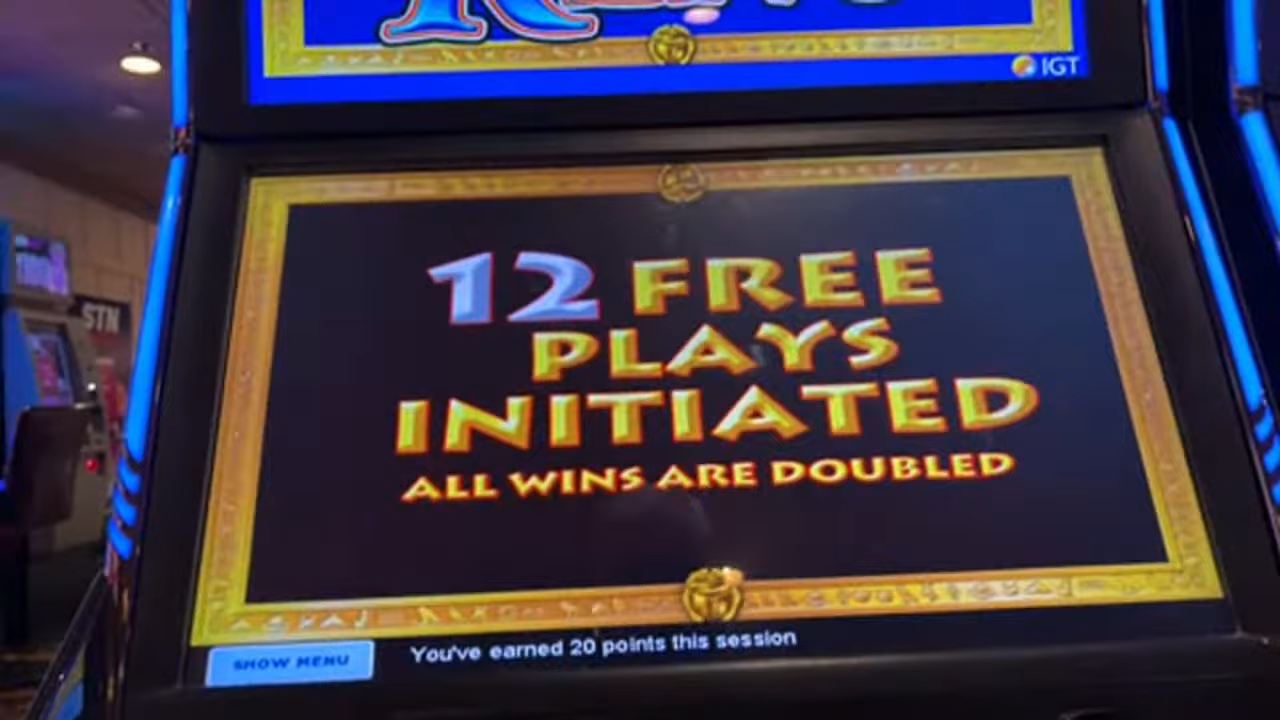 IGT
STN
12 FREE
PLAYS
INITIATED
ALL WINS ARE DOUBLED
SHOW MENU
You've earned 20 points this session